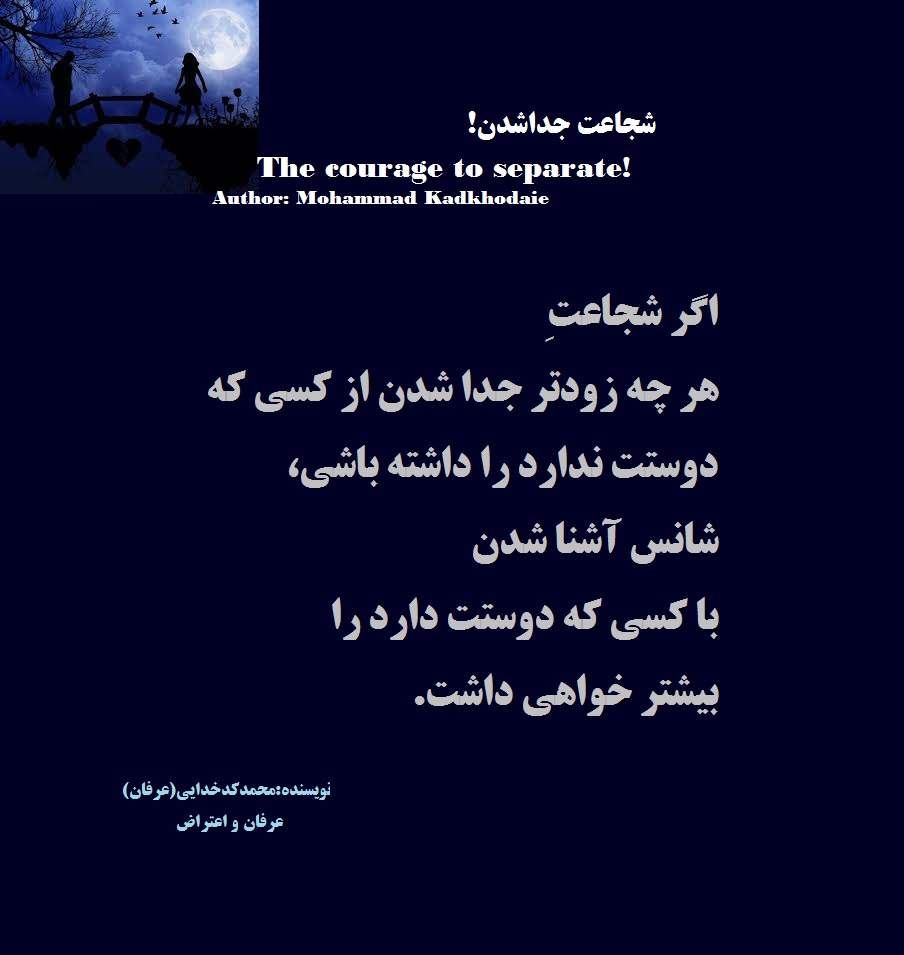 شجاعت جداشدن!
The courage to separate!
Author: Mohammad Kadkhodaie
اگر شجاعتِ
هر چه زودتر جدا شدن از کسی که
دوستت ندارد را داشته باشی،
شانس آشنا شدن
با کسی که دوستت دارد را
بیشتر خواهی داشت.
نویسنده:محمدکدخدایی(عرفان)
عرفان و اعتراض